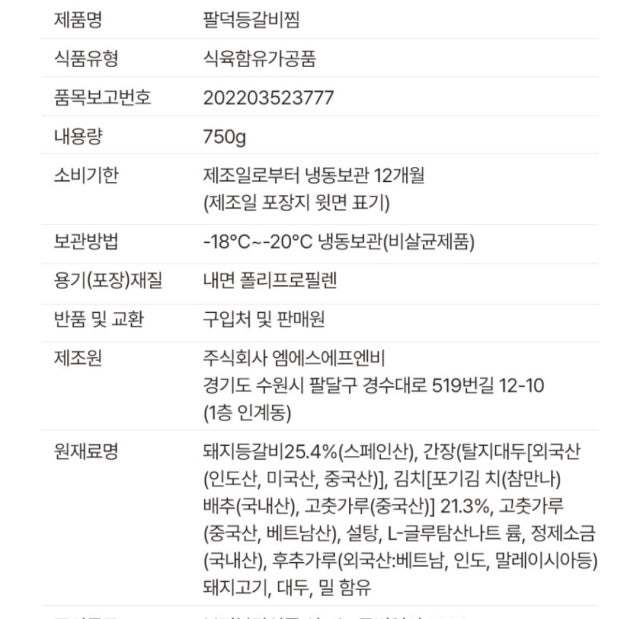 제품명 팔덕등갈비찜
식품유형 식육함유가공품
품목보고번호 202203523777
내용량 750g
소비기한 제조일로부터 냉동보관 12개월
(제조일 포장지 윗면 표기)
보관방법 -18°C~-20°C 냉동보관(비살균제품)
용기(포장)재질 내면 폴리프로필렌
반품 및 교환 구입처 및 판매원
제조원 주식회사 엠에스에프엔비
경기도 수원시 팔달구 경수대로 519번길 12-10
(1층 인계동)
원재료명 돼지등갈비25.4%(스페인산), 간장(탈지대두[외국산
(인도산, 미국산, 중국산)], 김치[포기김 치(참만나)
배추(국내산), 고춧가루(중국산)] 21.3%, 고춧가루
(중국산, 베트남산), 설탕, L-글루탐산나트 륨, 정제소금
(국내산), 후추가루(외국산:베트남, 인도, 말레이시아등)
돼지고기, 대두, 밀 함유